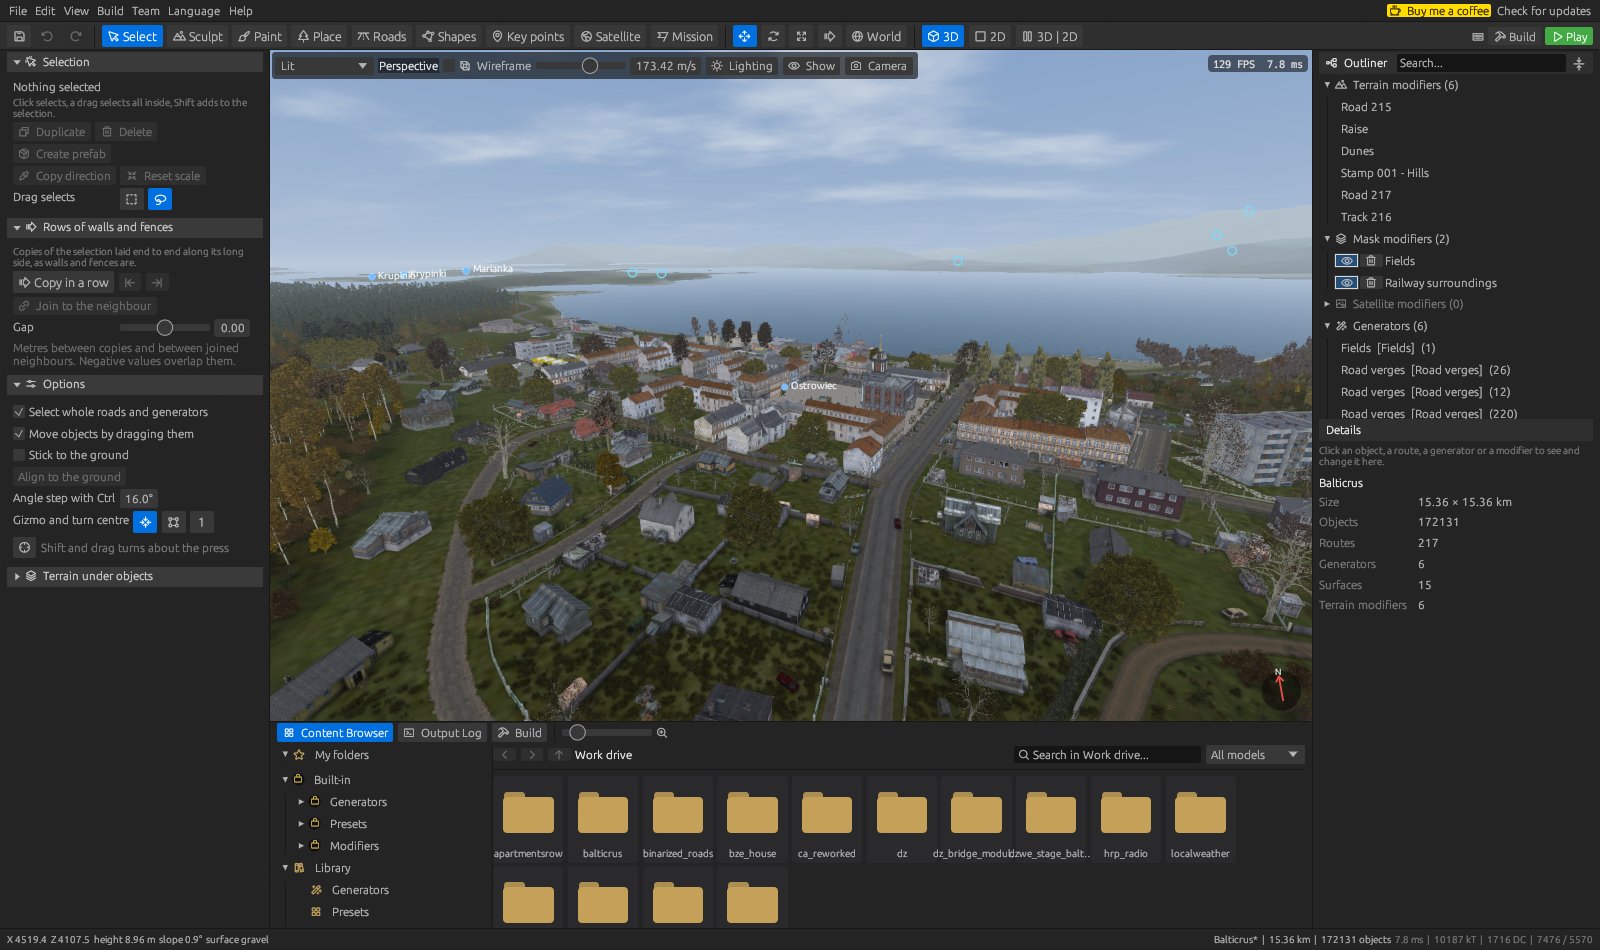 File Edit View Build Team Language Help
Buy me a coffee Check for updates
Select Sculpt Paint Place Roads Shapes Key points Satellite Mission World 3D 2D 3D | 2D Build Play
Selection
Nothing selected
Click selects, a drag selects all inside, Shift adds to the
selection.
Duplicate Delete
Create prefab
Copy direction Reset scale
Drag selects
Rows of walls and fences
Copies of the selection laid end to end along its long
side, as walls and fences are.
Copy in a row
Join to the neighbour
Gap 0.00
Metres between copies and between joined
neighbours. Negative values overlap them.
Options
Select whole roads and generators
Move objects by dragging them
Stick to the ground
Align to the ground
Angle step with Ctrl 16.0°
Gizmo and turn centre 1
Shift and drag turns about the press
Terrain under objects
Lit Perspective Wireframe 173.42 m/s Lighting Show Camera
129 FPS 7.8 ms
Krypinki
Marianka
Ostrowiec
N
Outliner Search...
Terrain modifiers (6)
Road 215
Raise
Dunes
Stamp 001 - Hills
Road 217
Track 216
Mask modifiers (2)
Fields
Railway surroundings
Satellite modifiers (0)
Generators (6)
Fields [Fields] (1)
Road verges [Road verges] (26)
Road verges [Road verges] (12)
Road verges [Road verges] (220)
Details
Click an object, a route, a generator or a modifier to see and
change it here.
Balticrus
Size 15.36 × 15.36 km
Objects 172131
Routes 217
Generators 6
Surfaces 15
Terrain modifiers 6
Content Browser Output Log Build
My folders
Built-in
Generators
Presets
Modifiers
Library
Generators
Presets
Work drive
Search in Work drive... All models
apartmentsrow balticrus binarized_roads bze_house ca_reworked dz dz_bridge_modul dzwe_stage_balt... hrp_radio localweather
X 4519.4 Z 4107.5 height 8.96 m slope 0.9° surface gravel
Balticrus* | 15.36 km | 172131 objects 7.8 ms | 10187 kT | 1716 DC | 7476 / 5570